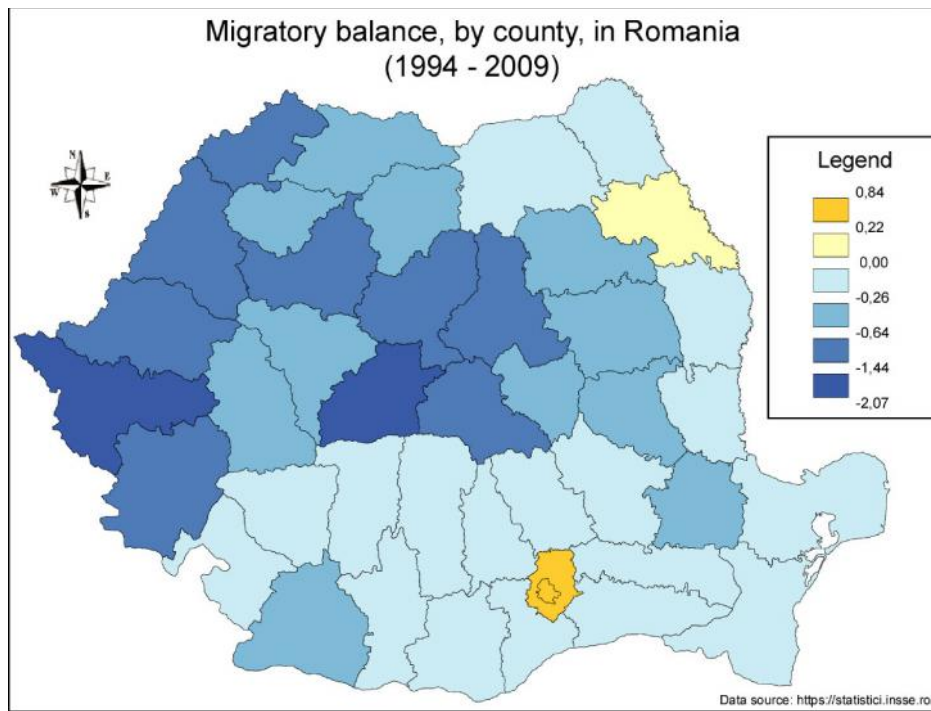 Migratory balance, by county, in Romania
(1994 - 2009)
N
W E
S
Legend
0,84
0,22
0,00
-0,26
-0,64
-1,44
-2,07
Data source: https://statistici.insse.ro